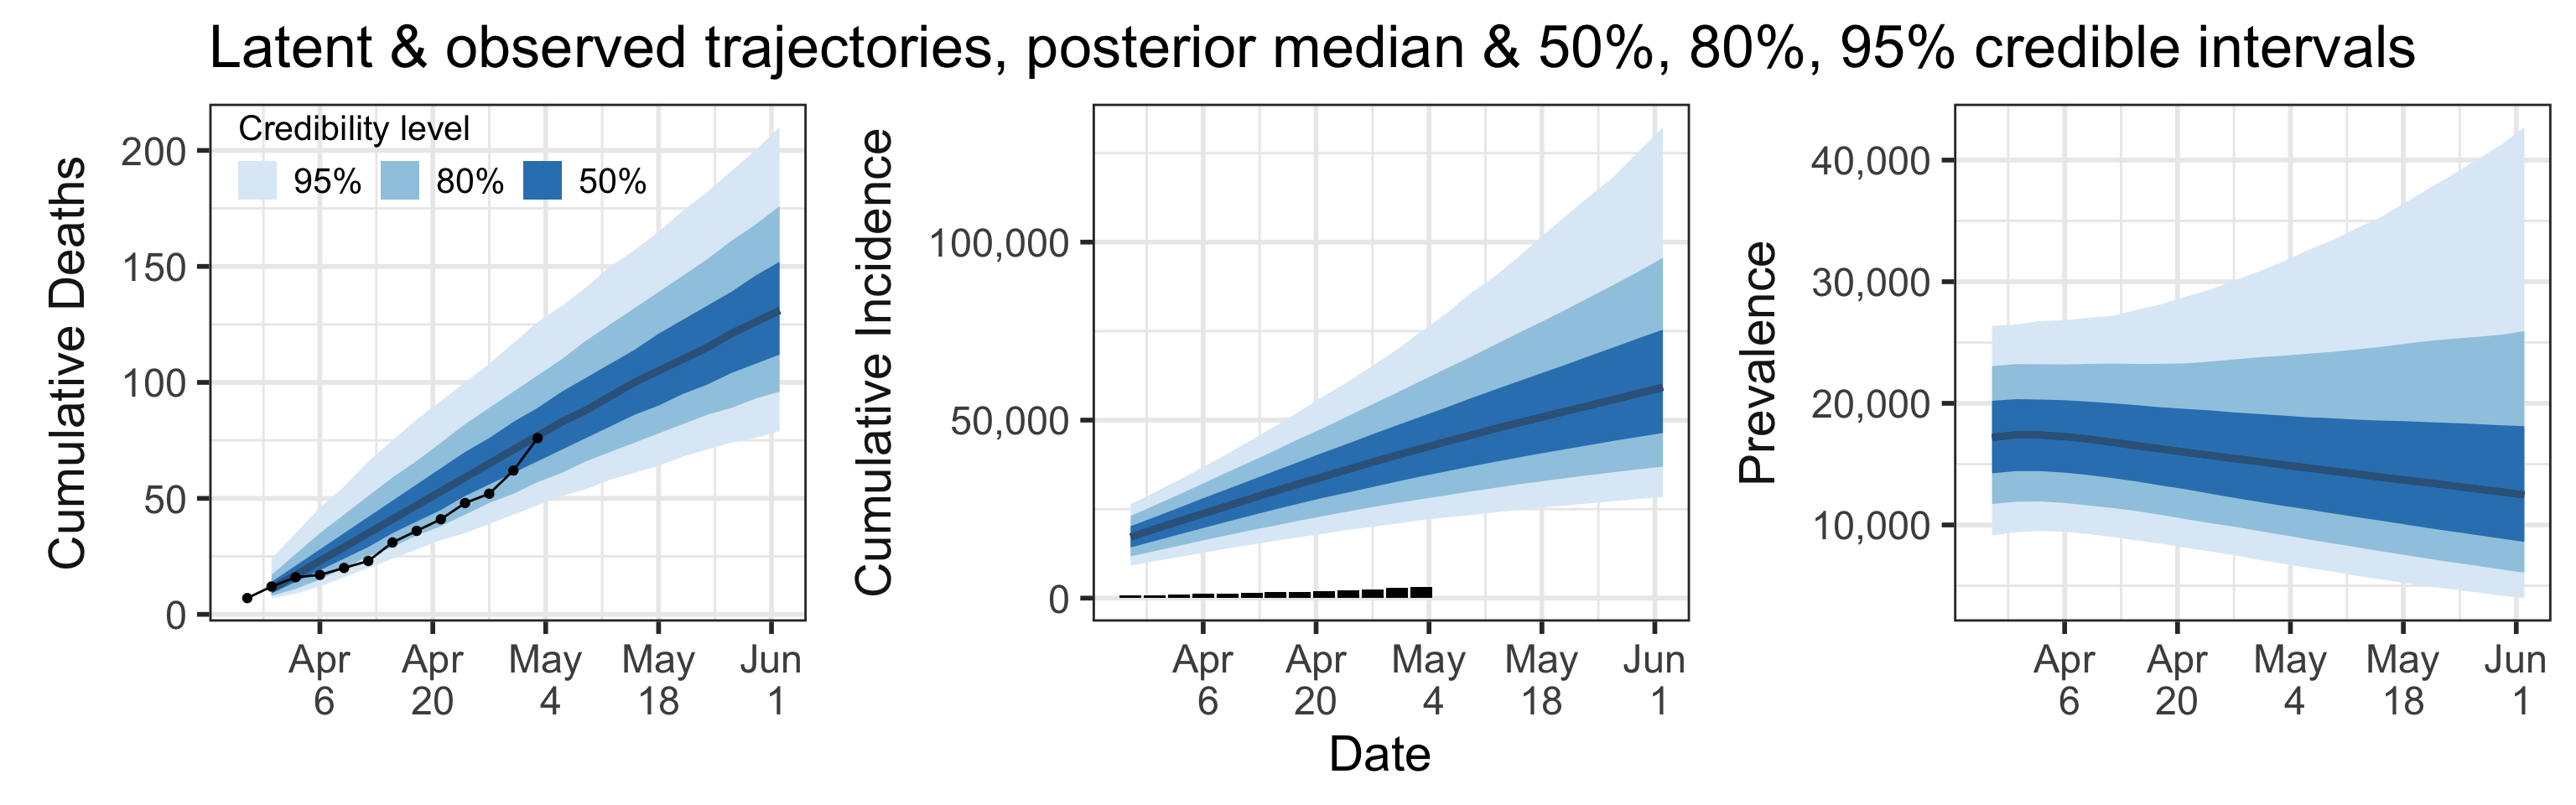 Latent & observed trajectories, posterior median & 50%, 80%, 95% credible intervals
Cumulative Deaths
200
150
100
50
0
Credibility level
95% 80% 50%
Apr 6
Apr 20
May 4
May 18
Jun 1
Cumulative Incidence
100,000
50,000
0
Apr 6
Apr 20
May 4
May 18
Jun 1
Prevalence
40,000
30,000
20,000
10,000
Apr 6
Apr 20
May 4
May 18
Jun 1
Date